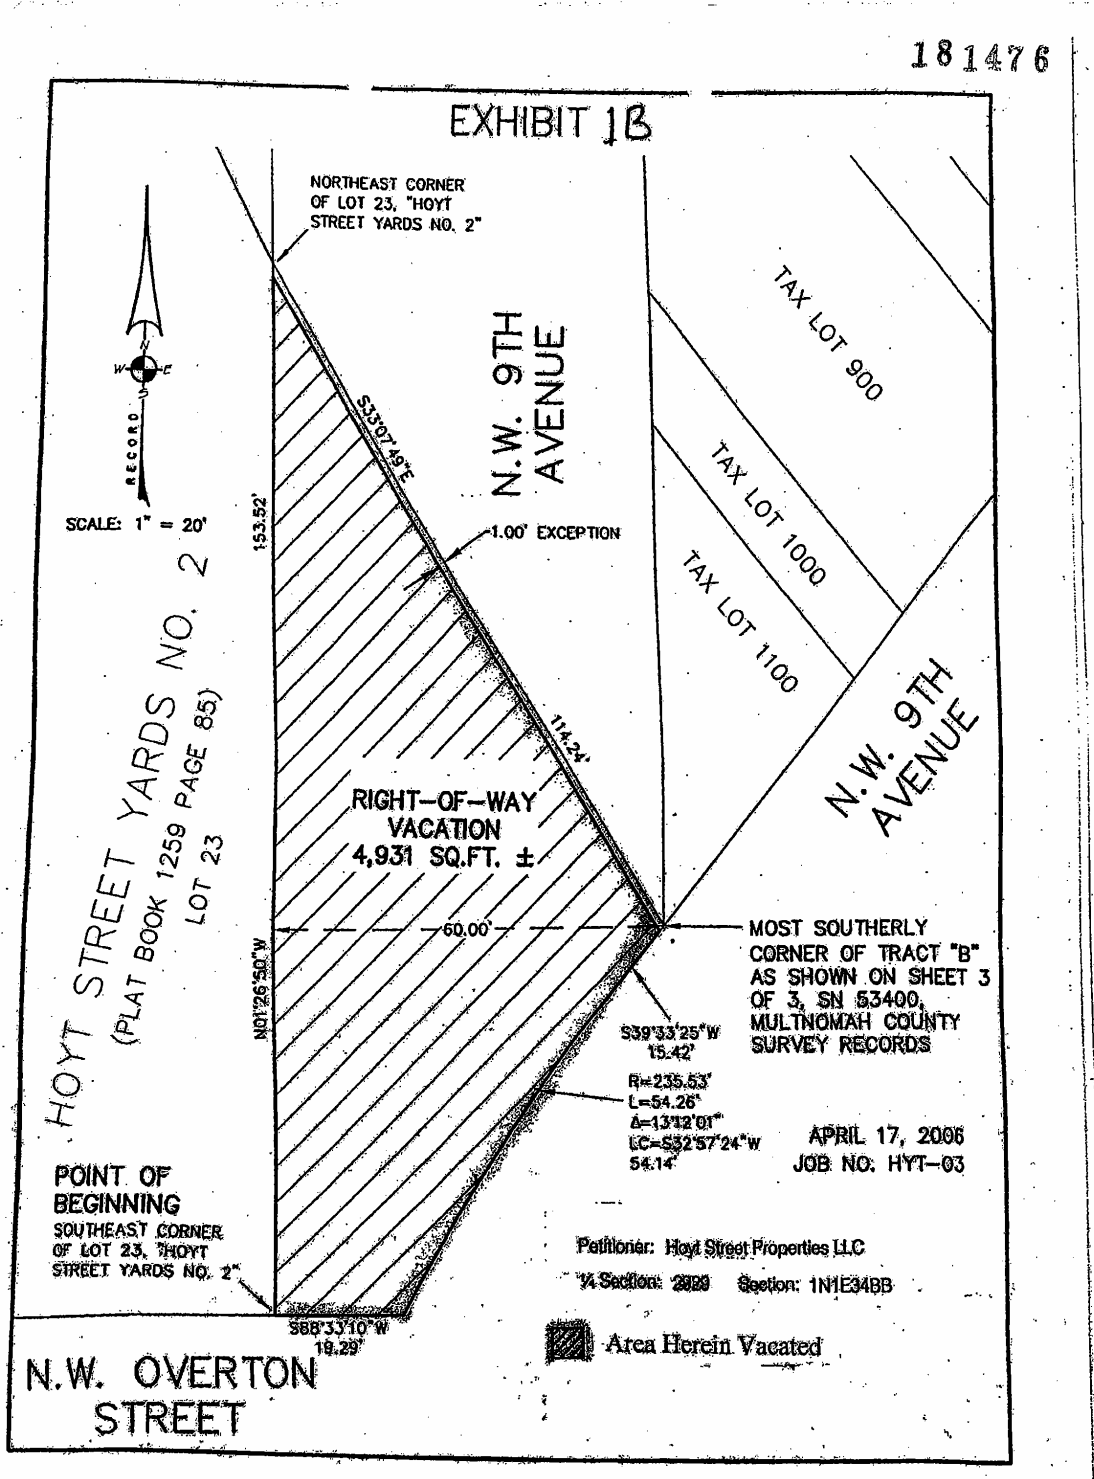 181476
EXHIBIT 1B
NORTHEAST CORNER
OF LOT 23, "HOYT
STREET YARDS NO. 2"
N
W E
S
RECORD
SCALE: 1" = 20'
N.W. 9TH
AVENUE
TAX LOT 900
TAX LOT 1000
TAX LOT 1100
S33°07'49"E
153.52'
1.00' EXCEPTION
114.24'
HOYT STREET YARDS NO. 2
(PLAT BOOK 1259 PAGE 85)
LOT 23
N.W. 9TH
AVENUE
RIGHT-OF-WAY
VACATION
4,931 SQ.FT. ±
60.00'
N01°26'50"W
MOST SOUTHERLY
CORNER OF TRACT "B"
AS SHOWN ON SHEET 3
OF 3, SN 53400,
MULTNOMAH COUNTY
SURVEY RECORDS
S39°33'25"W
15.42'
R=235.53'
L=54.26'
Δ=13°12'01"
LC=S32°57'24"W
54.14'
APRIL 17, 2006
JOB NO. HYT-03
POINT OF
BEGINNING
SOUTHEAST CORNER
OF LOT 23, "HOYT
STREET YARDS NO. 2"
Petitioner: Hoyt Street Properties LLC
¼ Section: 2929 Section: 1N1E34BB
S88°33'10"W
19.29'
Area Herein Vacated
N.W. OVERTON
STREET